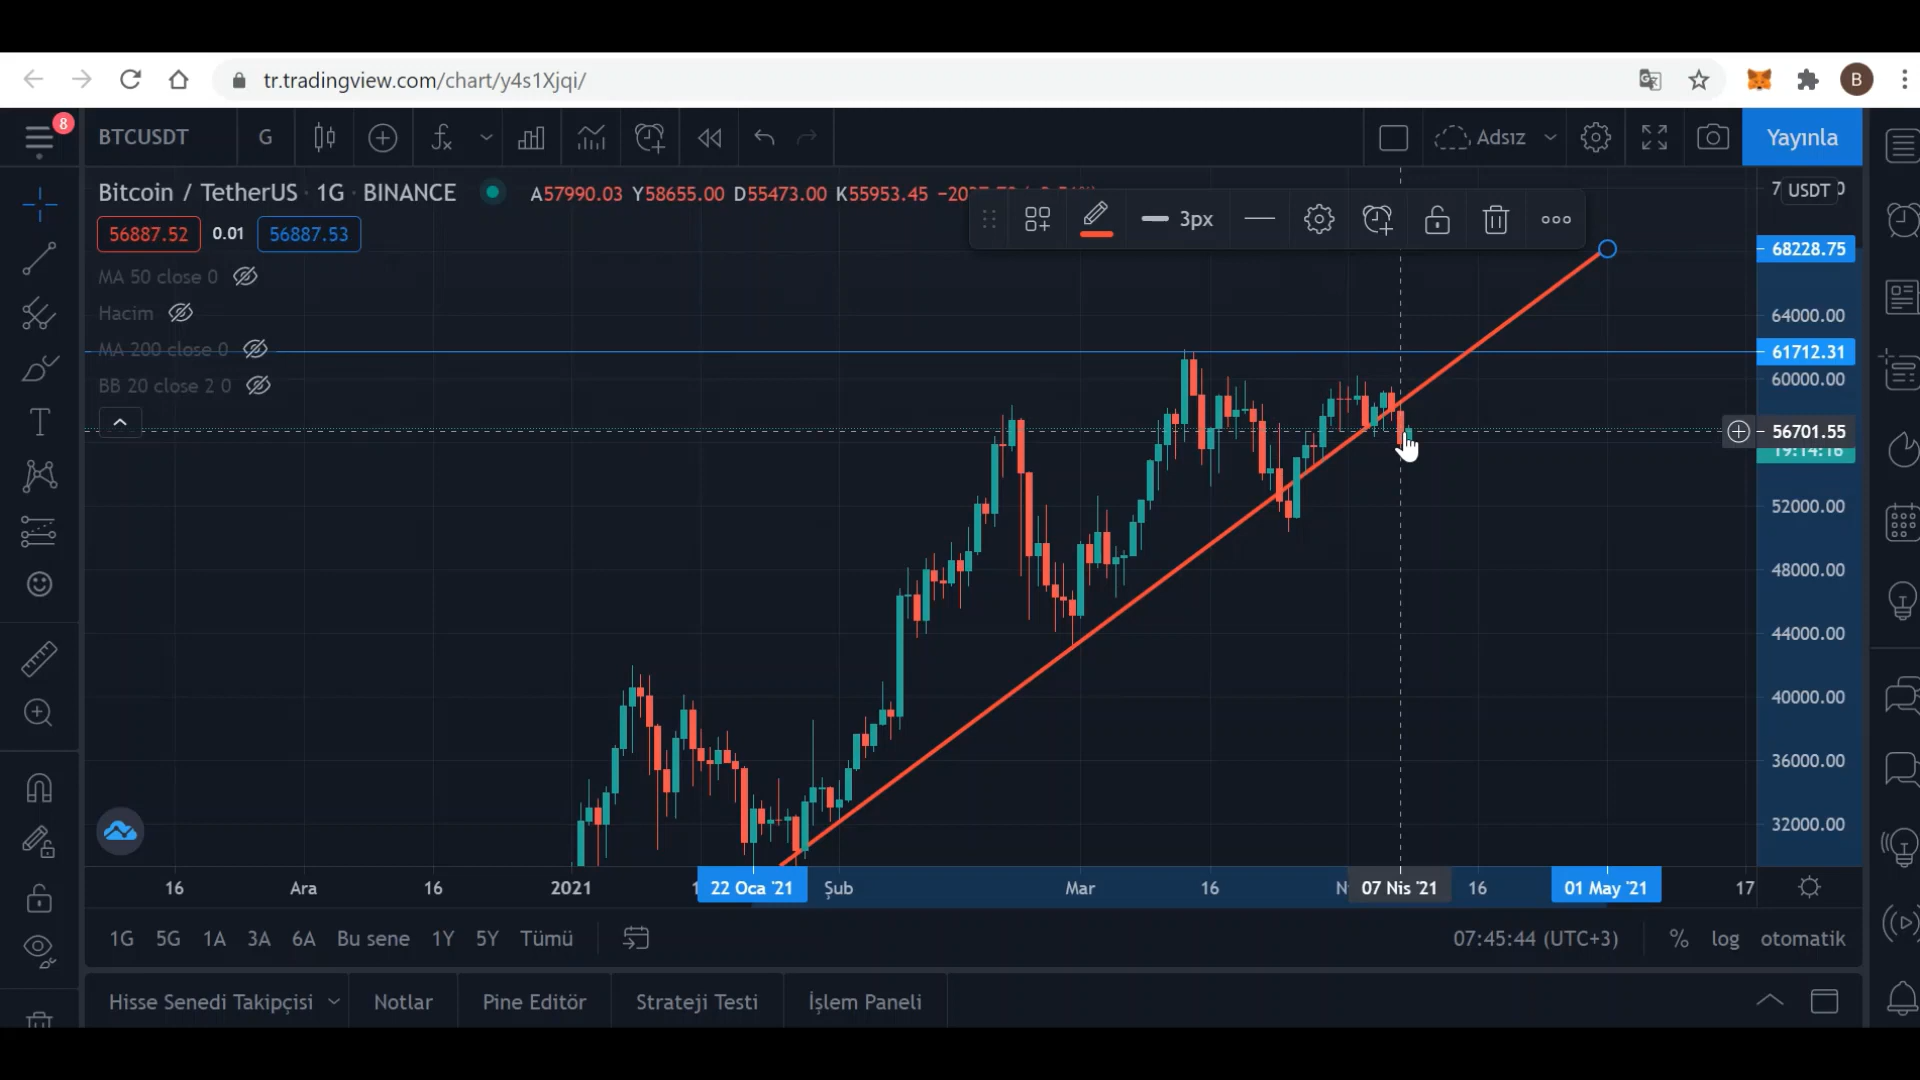 tr.tradingview.com/chart/y4s1Xjqi/
B
8
BTCUSDT
G
Adsız
Yayınla
Bitcoin / TetherUS · 1G · BINANCE
A57990.03 Y58655.00 D55473.00 K55953.45
USDT
56887.52
0.01
56887.53
3px
MA 50 close 0
Hacim
MA 200 close 0
BB 20 close 2 0
68228.75
64000.00
61712.31
60000.00
56701.55
19:14:16
52000.00
48000.00
44000.00
40000.00
36000.00
32000.00
16
Ara
16
2021
22 Oca '21
Şub
Mar
16
07 Nis '21
16
01 May '21
17
1G 5G 1A 3A 6A Bu sene 1Y 5Y Tümü
07:45:44 (UTC+3)
% log otomatik
Hisse Senedi Takipçisi
Notlar
Pine Editör
Strateji Testi
İşlem Paneli